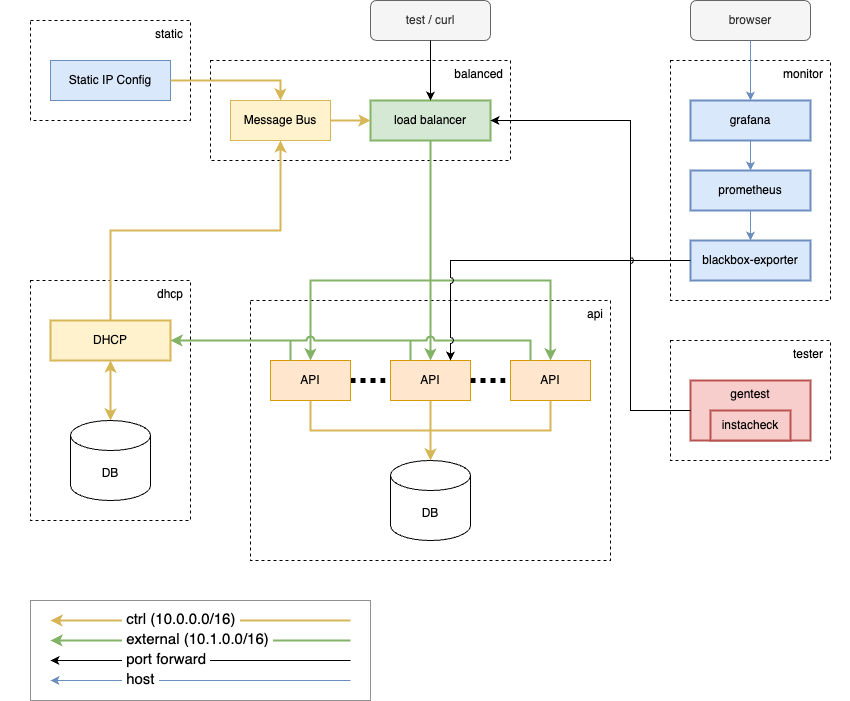 test / curl
browser
static
Static IP Config
balanced
monitor
Message Bus
load balancer
grafana
prometheus
blackbox-exporter
dhcp
api
DHCP
tester
API
API
API
gentest
instacheck
DB
DB
ctrl (10.0.0.0/16)
external (10.1.0.0/16)
port forward
host